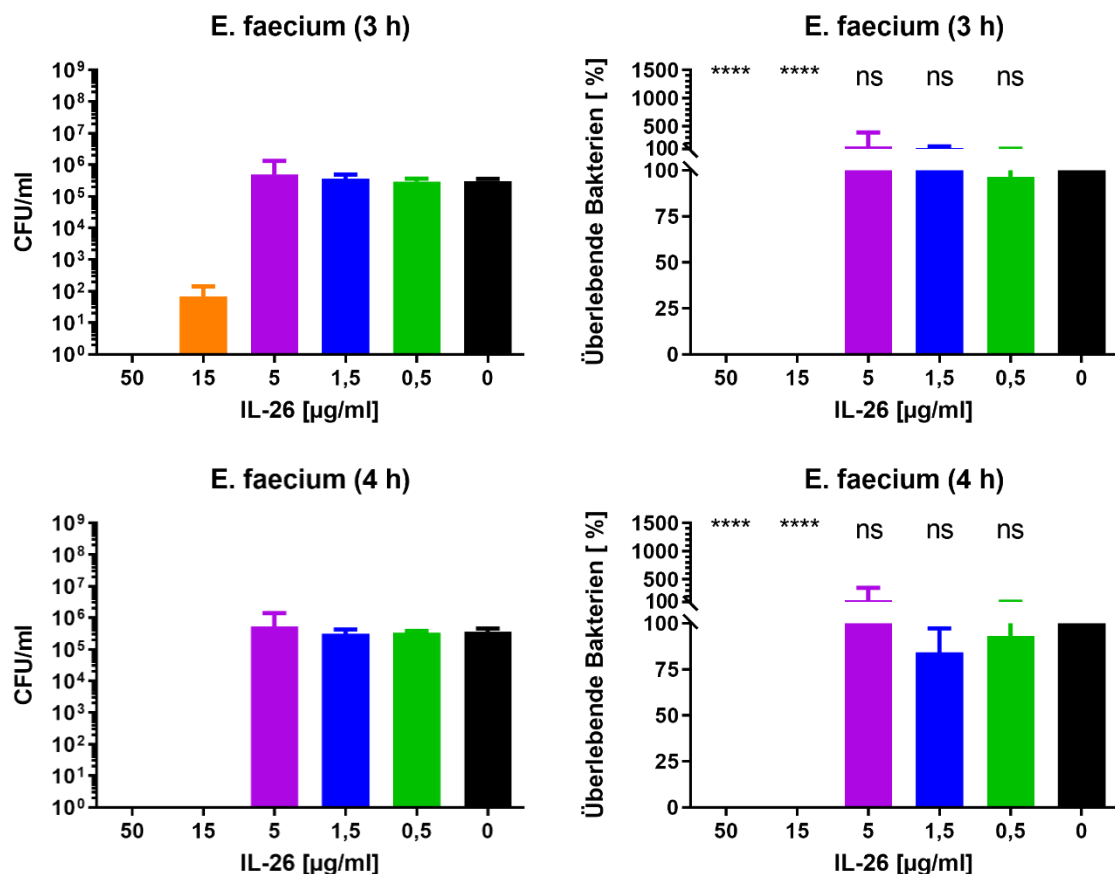 E. faecium (3 h)
CFU/ml
10⁹
10⁸
10⁷
10⁶
10⁵
10⁴
10³
10²
10¹
10⁰
50 15 5 1,5 0,5 0
IL-26 [µg/ml]
E. faecium (3 h)
Überlebende Bakterien [ %]
**** **** ns ns ns
1500
1000
500
100
100
75
50
25
0
50 15 5 1,5 0,5 0
IL-26 [µg/ml]
E. faecium (4 h)
CFU/ml
10⁹
10⁸
10⁷
10⁶
10⁵
10⁴
10³
10²
10¹
10⁰
50 15 5 1,5 0,5 0
IL-26 [µg/ml]
E. faecium (4 h)
Überlebende Bakterien [ %]
**** **** ns ns ns
1500
1000
500
100
100
75
50
25
0
50 15 5 1,5 0,5 0
IL-26 [µg/ml]